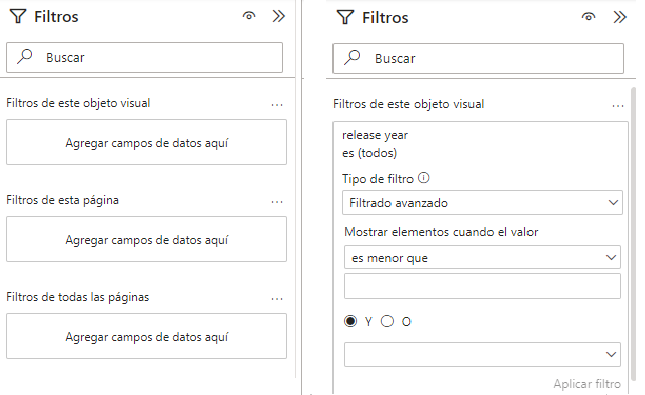 Filtros
Buscar
Filtros de este objeto visual
...
Agregar campos de datos aquí
Filtros de esta página
...
Agregar campos de datos aquí
Filtros de todas las páginas
...
Agregar campos de datos aquí
Filtros
Buscar
Filtros de este objeto visual
...
release year
es (todos)
Tipo de filtro
Filtrado avanzado
Mostrar elementos cuando el valor
es menor que
Y O
Aplicar filtro